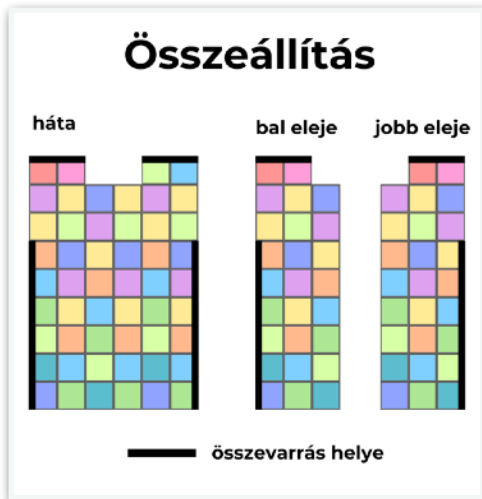 Összeállítás
háta
bal eleje
jobb eleje
összevarrás helye